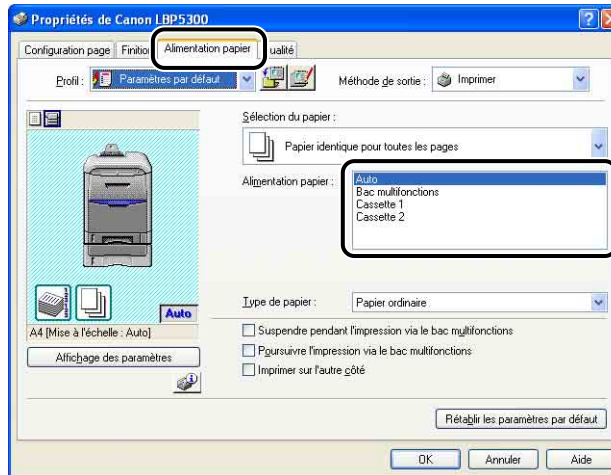 Propriétés de Canon LBP5300
Configuration page Finition Alimentation papier ualité
Profil : Paramètres par défaut Méthode de sortie : Imprimer
Sélection du papier :
Papier identique pour toutes les pages
Alimentation papier :
Auto
Bac multifonctions
Cassette 1
Cassette 2
Auto
A4 [Mise à l'échelle : Auto]
Type de papier : Papier ordinaire
Affichage des paramètres
Suspendre pendant l'impression via le bac multifonctions
Poursuivre l'impression via le bac multifonctions
Imprimer sur l'autre côté
Rétablir les paramètres par défaut
OK Annuler Aide